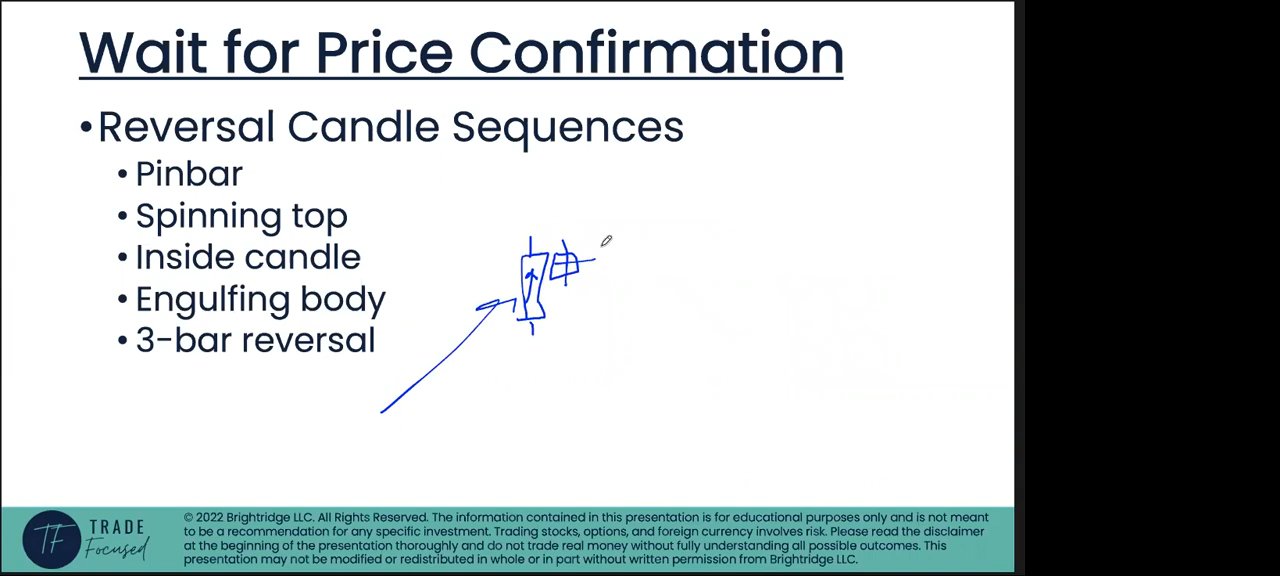 Wait for Price Confirmation
•Reversal Candle Sequences
• Pinbar
• Spinning top
• Inside candle
• Engulfing body
• 3-bar reversal
TF
TRADE
Focused
© 2022 Brightridge LLC. All Rights Reserved. The information contained in this presentation is for educational purposes only and is not meant
to be a recommendation for any specific investment. Trading stocks, options, and foreign currency involves risk. Please read the disclaimer
at the beginning of the presentation thoroughly and do not trade real money without fully understanding all possible outcomes. This
presentation may not be modified or redistributed in whole or in part without written permission from Brightridge LLC.